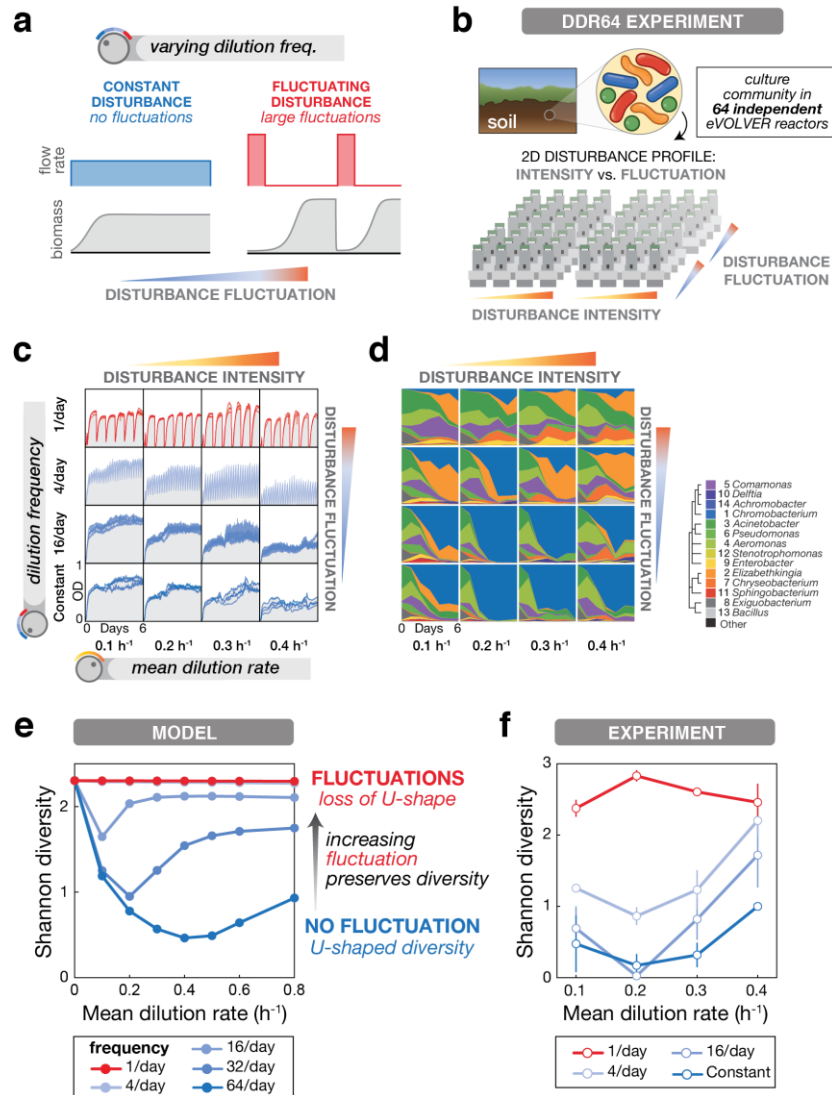 a
varying dilution freq.
CONSTANT
DISTURBANCE
no fluctuations
FLUCTUATING
DISTURBANCE
large fluctuations
flow
rate
biomass
DISTURBANCE FLUCTUATION
b
DDR64 EXPERIMENT
soil
culture
community in
64 independent
eVOLVER reactors
2D DISTURBANCE PROFILE:
INTENSITY vs. FLUCTUATION
DISTURBANCE
FLUCTUATION
DISTURBANCE INTENSITY
c
DISTURBANCE INTENSITY
dilution frequency
1/day
4/day
16/day
Constant
1
OD
0
0 Days 6
0.1 h-1 0.2 h-1 0.3 h-1 0.4 h-1
mean dilution rate
DISTURBANCE FLUCTUATION
d
DISTURBANCE INTENSITY
DISTURBANCE FLUCTUATION
0 Days 6
0.1 h-1 0.2 h-1 0.3 h-1 0.4 h-1
5 Comamonas
10 Delftia
14 Achromobacter
1 Chromobacterium
3 Acinetobacter
6 Pseudomonas
4 Aeromonas
12 Stenotrophomonas
9 Enterobacter
2 Elizabethkingia
7 Chryseobacterium
11 Sphingobacterium
8 Exiguobacterium
13 Bacillus
Other
e
MODEL
Shannon diversity
2
1
0
0 0.2 0.4 0.6 0.8
Mean dilution rate (h-1)
FLUCTUATIONS
loss of U-shape
increasing
fluctuation
preserves diversity
NO FLUCTUATION
U-shaped diversity
frequency
1/day
4/day
16/day
32/day
64/day
f
EXPERIMENT
Shannon diversity
3
2
1
0
0.1 0.2 0.3 0.4
Mean dilution rate (h-1)
1/day
4/day
16/day
Constant